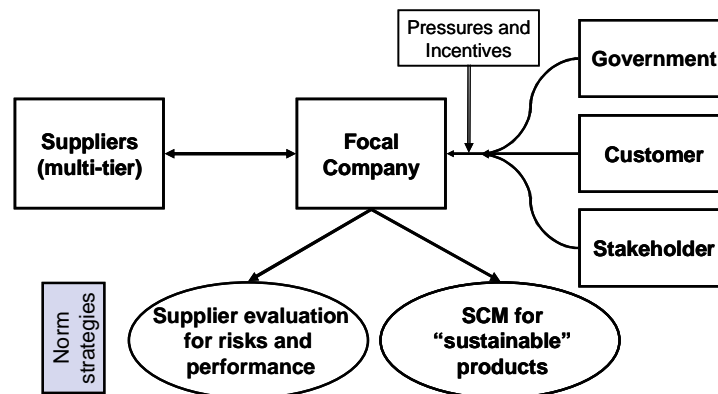 Pressures and
Incentives
Government
Suppliers
(multi-tier)
Focal
Company
Customer
Stakeholder
Norm
strategies
Supplier evaluation
for risks and
performance
SCM for
“sustainable”
products